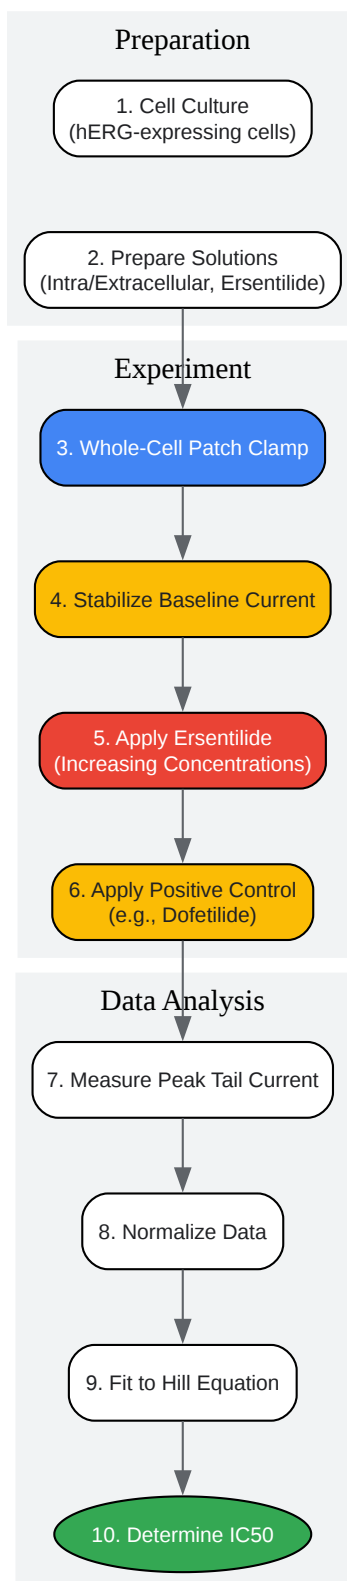 Preparation
1. Cell Culture
(hERG-expressing cells)
2. Prepare Solutions
(Intra/Extracellular, Ersentilide)
Experiment
3. Whole-Cell Patch Clamp
4. Stabilize Baseline Current
5. Apply Ersentilide
(Increasing Concentrations)
6. Apply Positive Control
(e.g., Dofetilide)
Data Analysis
7. Measure Peak Tail Current
8. Normalize Data
9. Fit to Hill Equation
10. Determine IC50